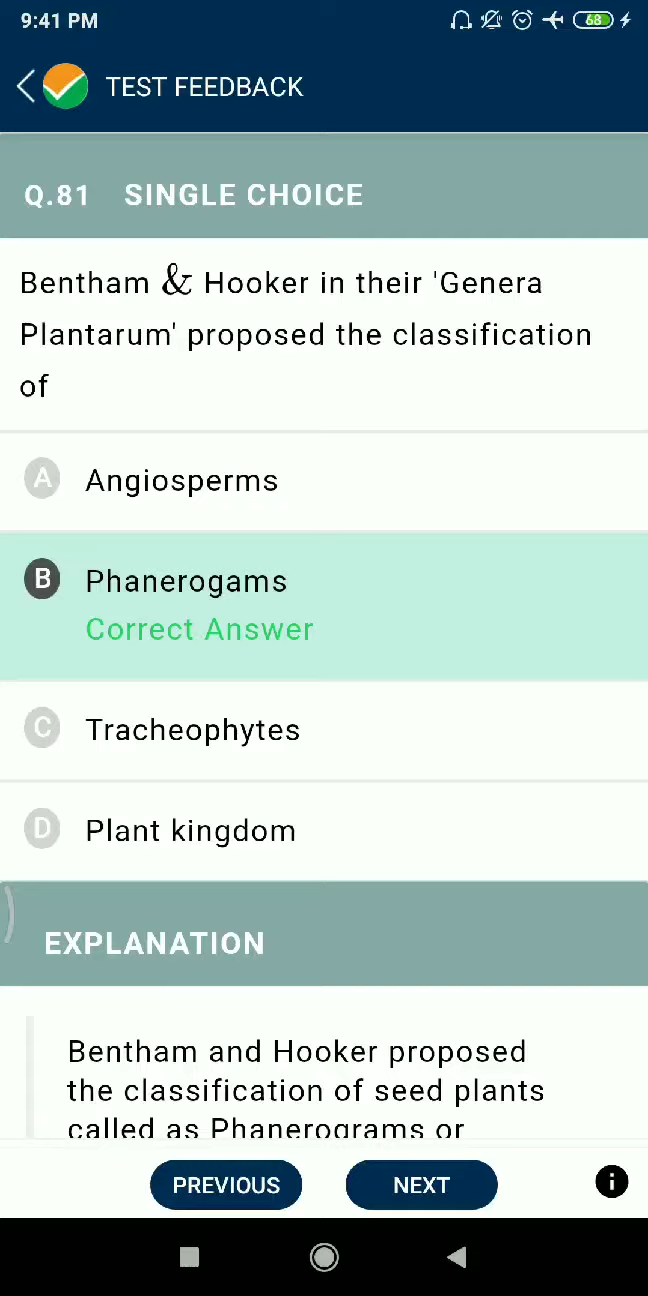 9:41 PM
68
TEST FEEDBACK
Q.81 SINGLE CHOICE
Bentham & Hooker in their 'Genera
Plantarum' proposed the classification
of
A Angiosperms
B Phanerogams
Correct Answer
C Tracheophytes
D Plant kingdom
EXPLANATION
Bentham and Hooker proposed
the classification of seed plants
called as Phanerograms or
PREVIOUS NEXT